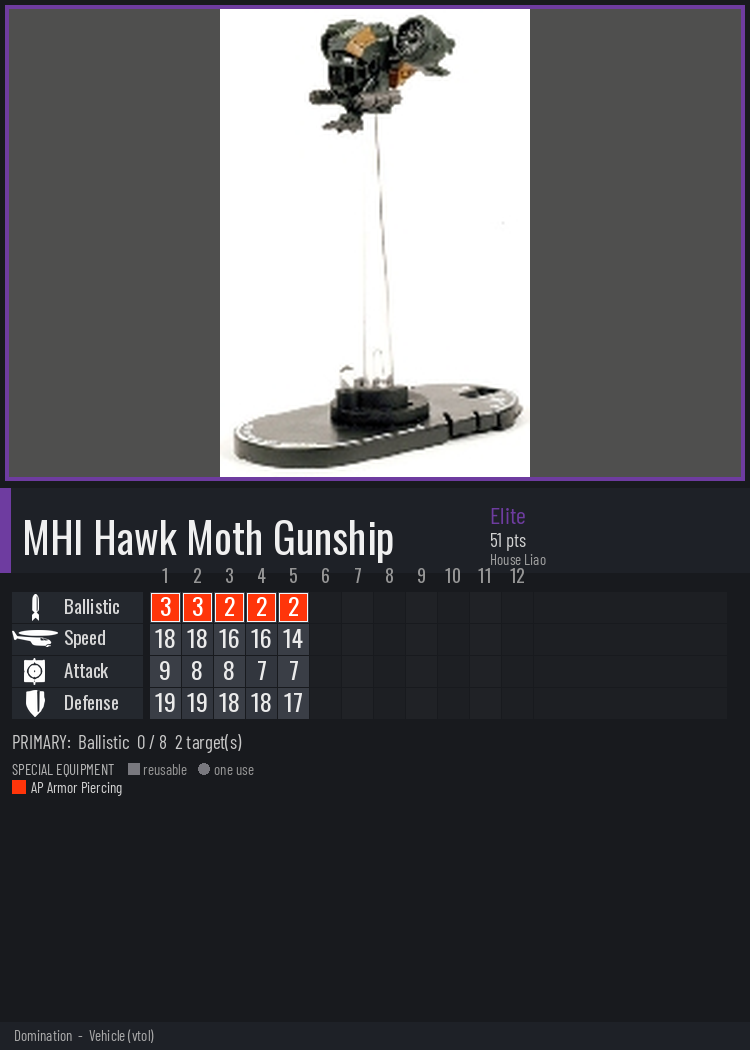 MHI Hawk Moth Gunship
Elite
51 pts
House Liao
1 2 3 4 5 6 7 8 9 10 11 12
Ballistic 3 3 2 2 2
Speed 18 18 16 16 14
Attack 9 8 8 7 7
Defense 19 19 18 18 17
PRIMARY: Ballistic 0 / 8 2 target(s)
SPECIAL EQUIPMENT reusable one use
AP Armor Piercing
Domination - Vehicle (vtol)